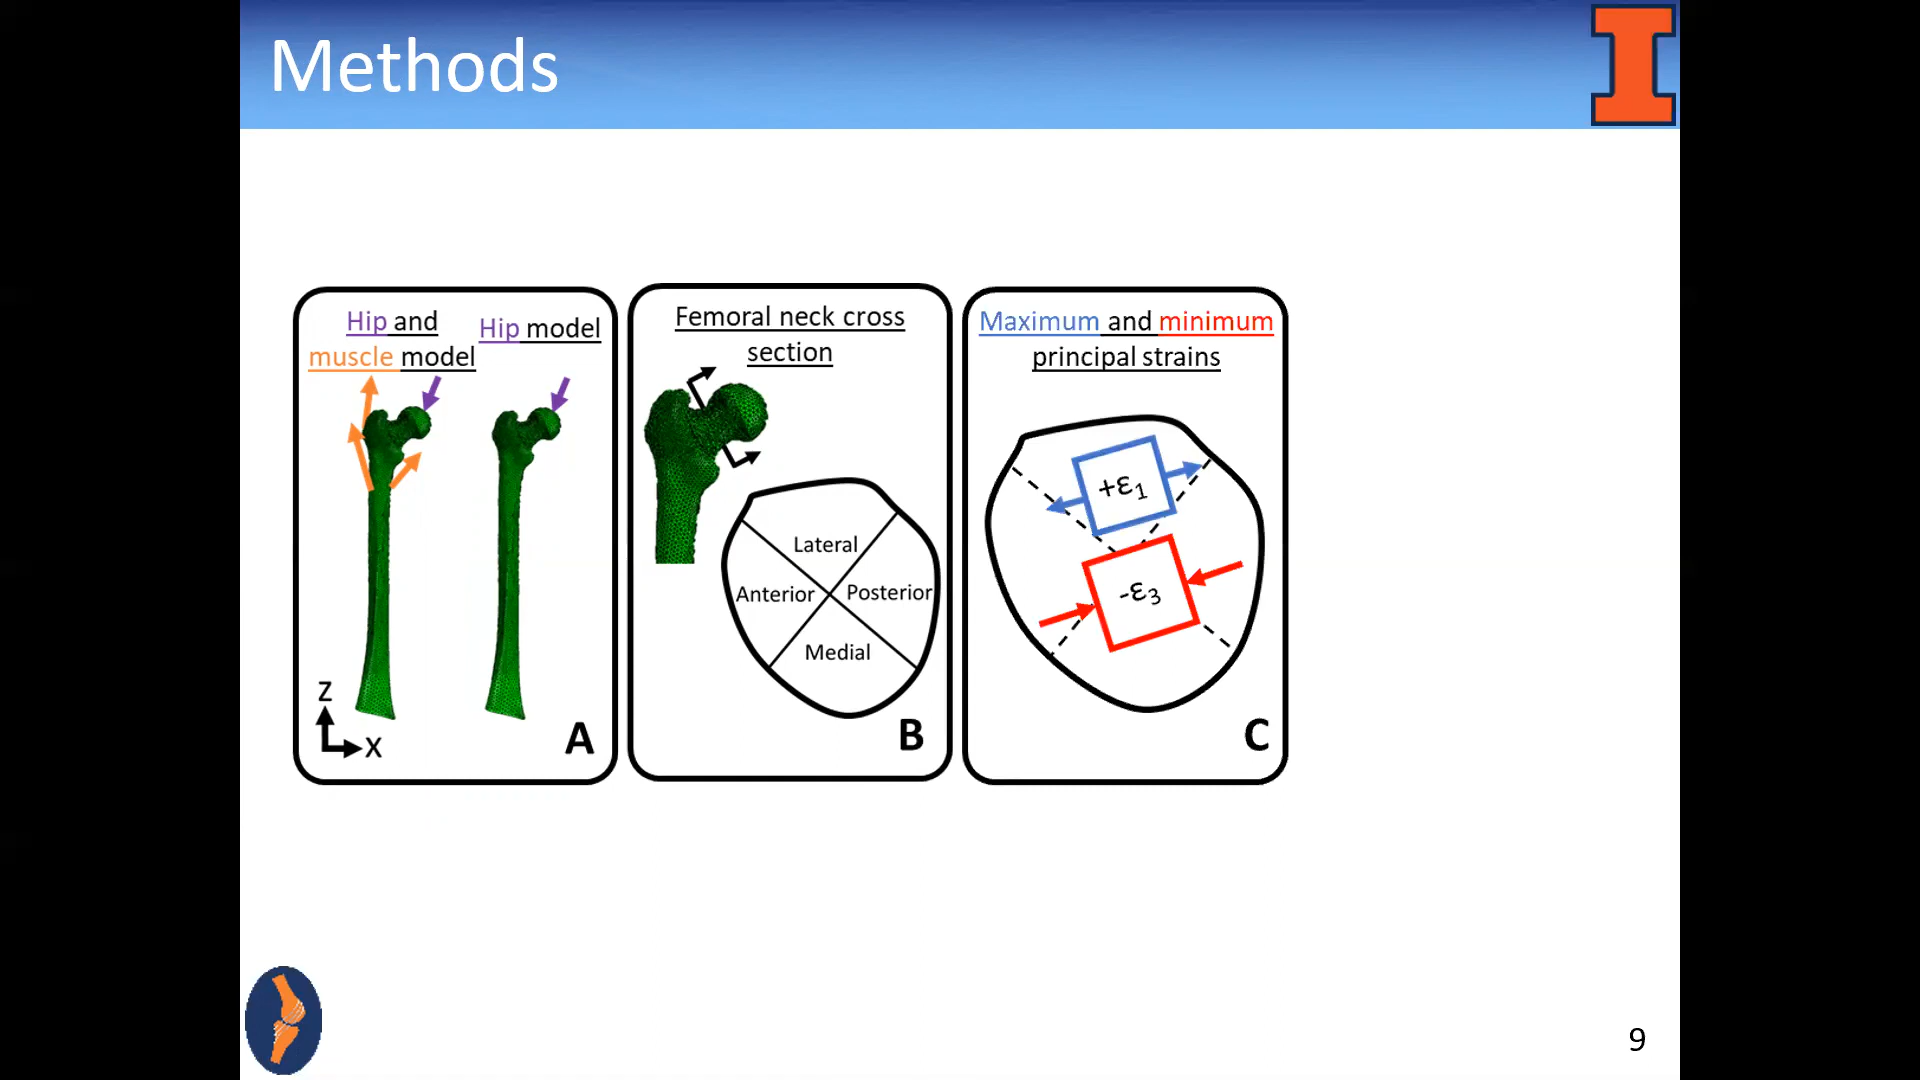 Methods
Hip and
muscle model
Hip model
Z
X
A
Femoral neck cross
section
Lateral
Anterior
Posterior
Medial
B
Maximum and minimum
principal strains
+ε₁
-ε₃
C
9